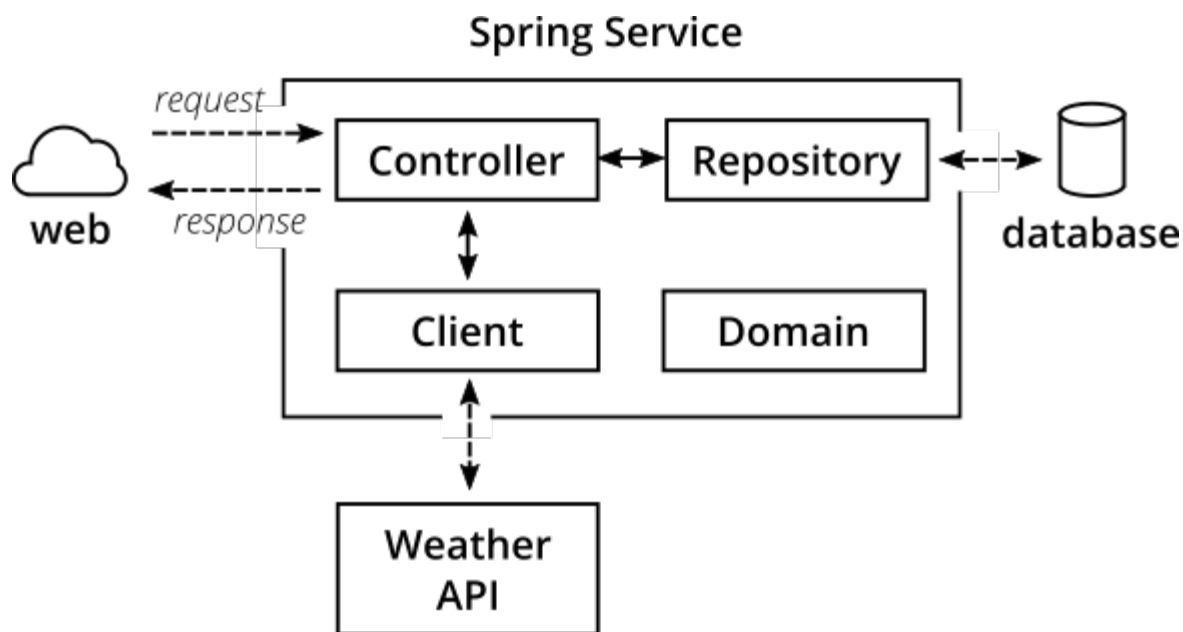 Spring Service
request
Controller
Repository
web
response
database
Client
Domain
Weather
API